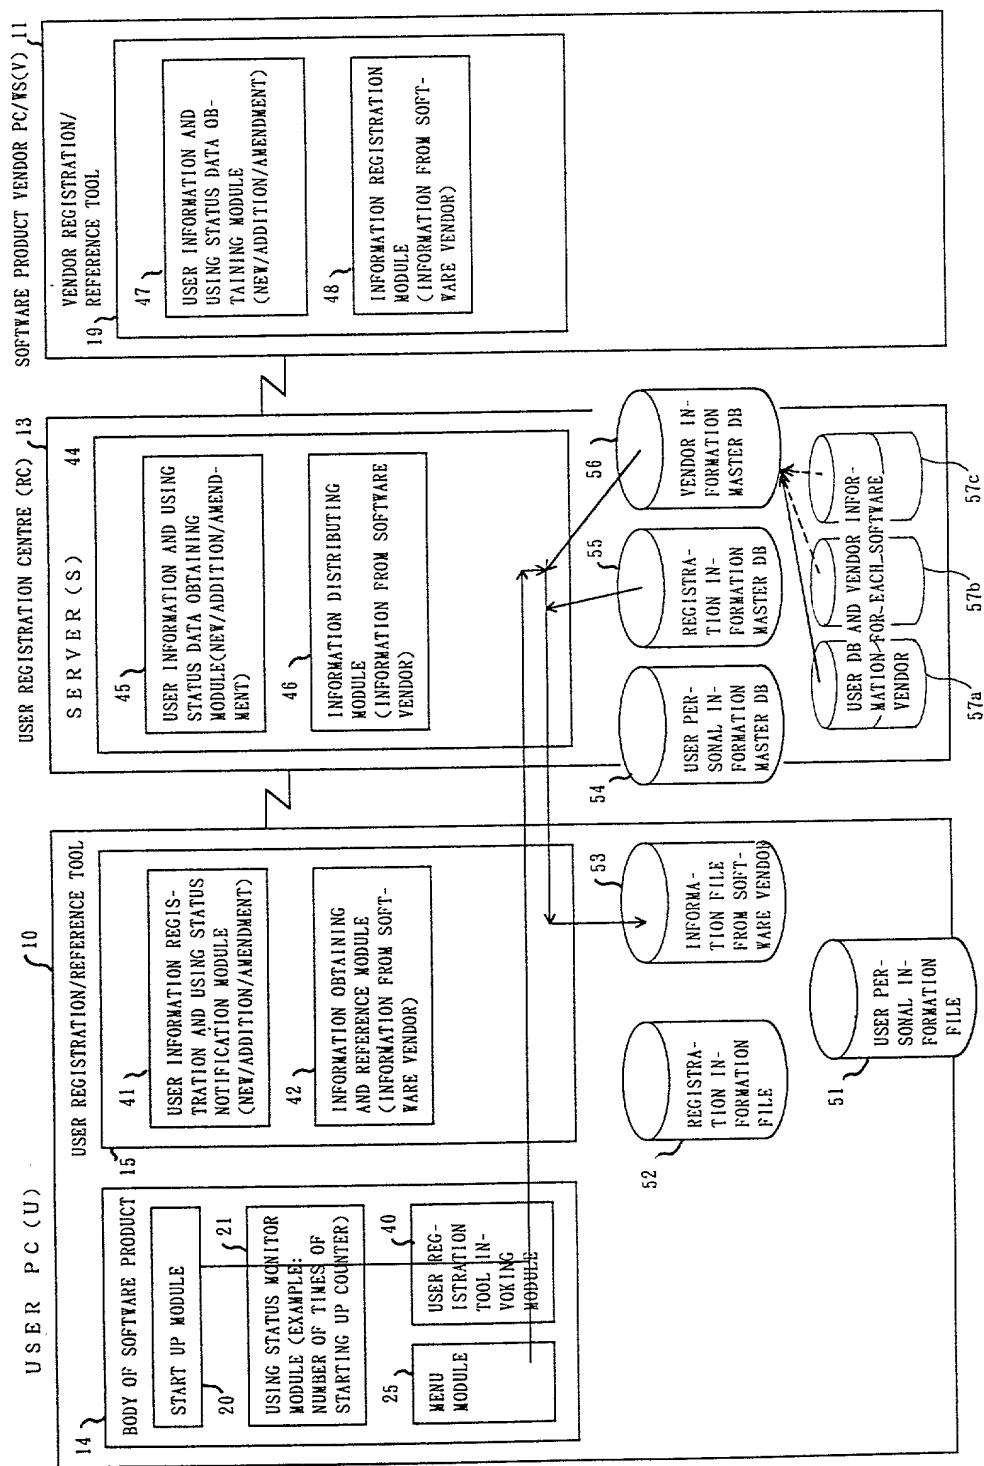 USER PC (U)
10
14
BODY OF SOFTWARE PRODUCT
START UP MODULE
20
21
USING STATUS MONITOR
MODULE (EXAMPLE:
NUMBER OF TIMES OF
STARTING UP COUNTER)
25
MENU
MODULE
40
USER REG-
ISTRATION
TOOL IN-
VOKING
MODULE
15
USER REGISTRATION/REFERENCE TOOL
41
USER INFORMATION REGIS-
TRATION AND USING STATUS
NOTIFICATION MODULE
(NEW/ADDITION/AMENDMENT)
42
INFORMATION OBTAINING
AND REFERENCE MODULE
(INFORMATION FROM SOFT-
WARE VENDOR)
52
REGISTRA-
TION IN-
FORMATION
FILE
53
INFORMA-
TION FILE
FROM SOFT-
WARE VENDOR
51
USER PER-
SONAL IN-
FORMATION
FILE
USER REGISTRATION CENTRE (RC) 13
SERVER (S) 44
45
USER INFORMATION AND USING
STATUS DATA OBTAINING
MODULE(NEW/ADDITION/AMEND-
MENT)
46
INFORMATION DISTRIBUTING
MODULE
(INFORMATION FROM SOFTWARE
VENDOR)
54
USER PER-
SONAL IN-
FORMATION
MASTER DB
55
REGISTRA-
TION IN-
FORMATION
MASTER DB
56
VENDOR IN-
FORMATION
MASTER DB
USER DB AND VENDOR INFOR-
MATION FOR EACH SOFTWARE
VENDOR
57a
57b
57c
SOFTWARE PRODUCT VENDOR PC/WS(V) 11
VENDOR REGISTRATION/
REFERENCE TOOL
19
47
USER INFORMATION AND
USING STATUS DATA OB-
TAINING MODULE
(NEW/ADDITION/AMENDMENT)
48
INFORMATION REGISTRATION
MODULE
(INFORMATION FROM SOFT-
WARE VENDOR)